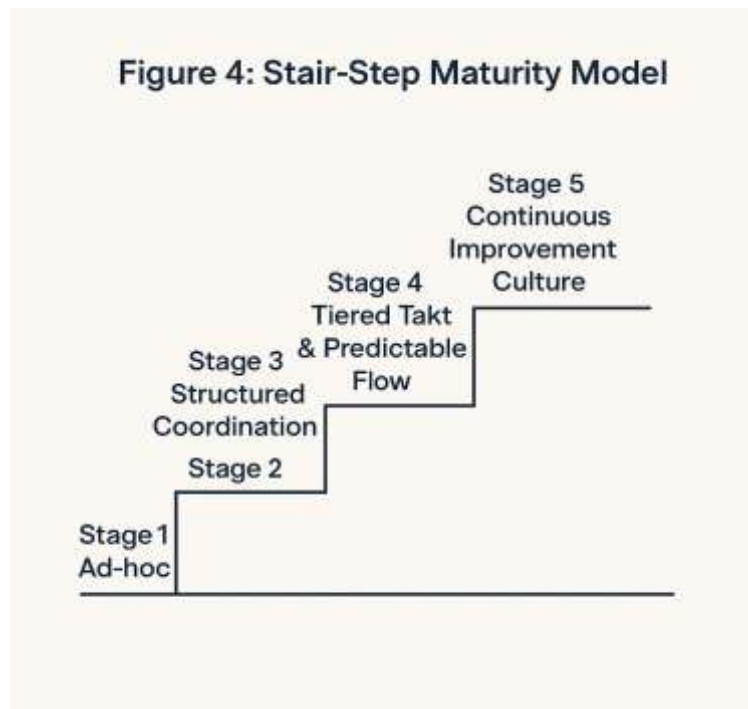 Figure 4: Stair-Step Maturity Model
Stage 5
Continuous
Improvement
Culture
Stage 4
Tiered Takt
& Predictable
Flow
Stage 3
Structured
Coordination
Stage 2
Stage 1
Ad-hoc